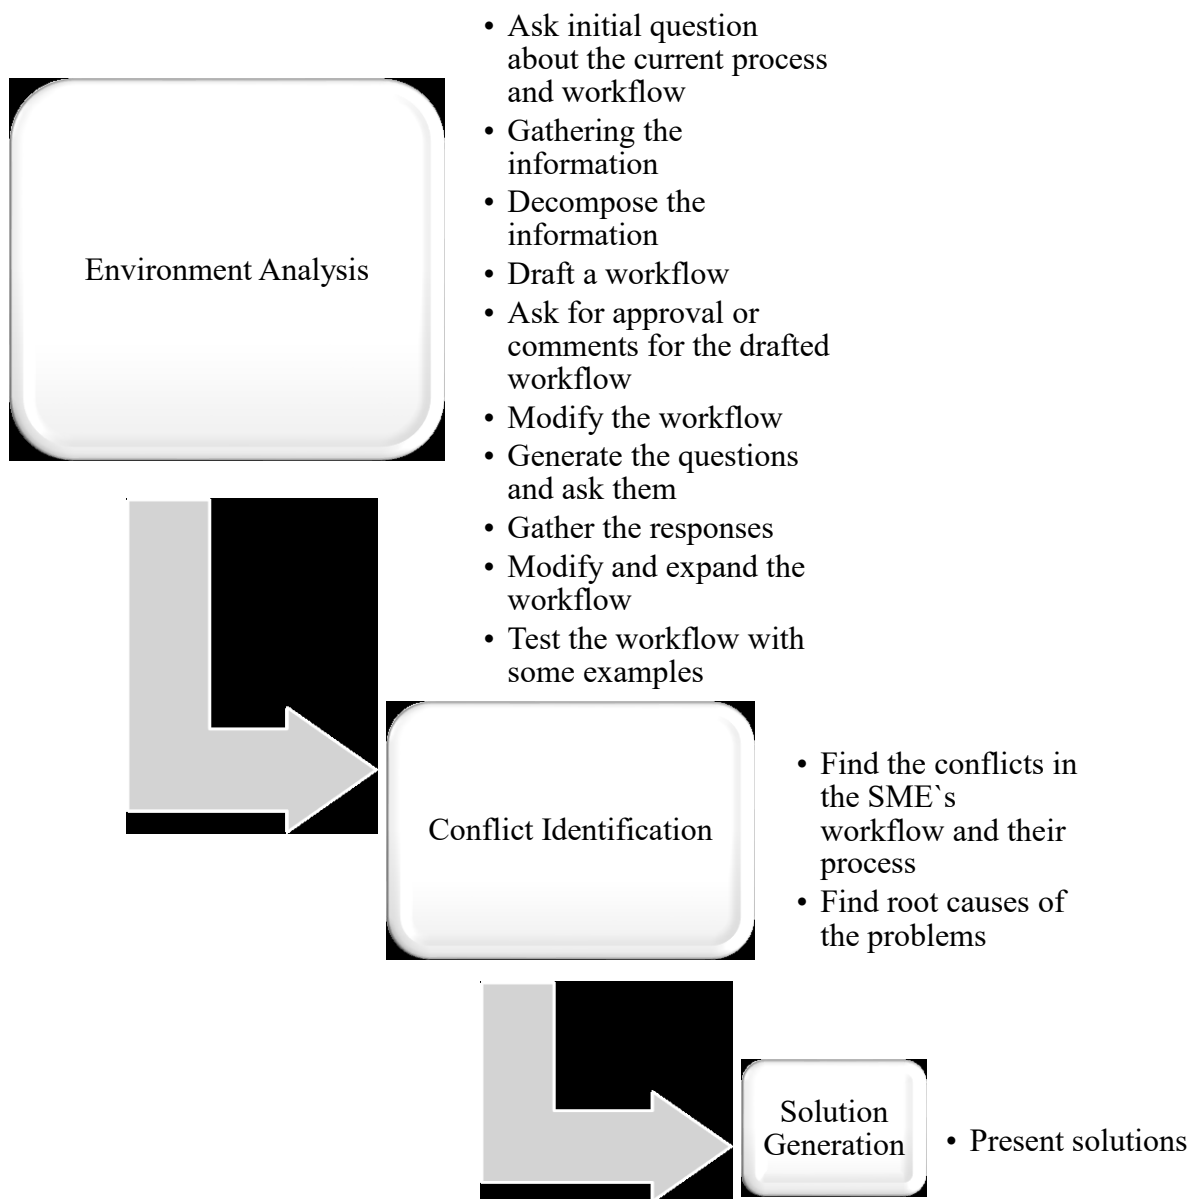 • Ask initial question
about the current process
and workflow
• Gathering the
information
• Decompose the
information
• Draft a workflow
• Ask for approval or
comments for the drafted
workflow
• Modify the workflow
• Generate the questions
and ask them
• Gather the responses
• Modify and expand the
workflow
• Test the workflow with
some examples
Environment Analysis
Conflict Identification
• Find the conflicts in
the SME`s
workflow and their
process
• Find root causes of
the problems
Solution
Generation
• Present solutions